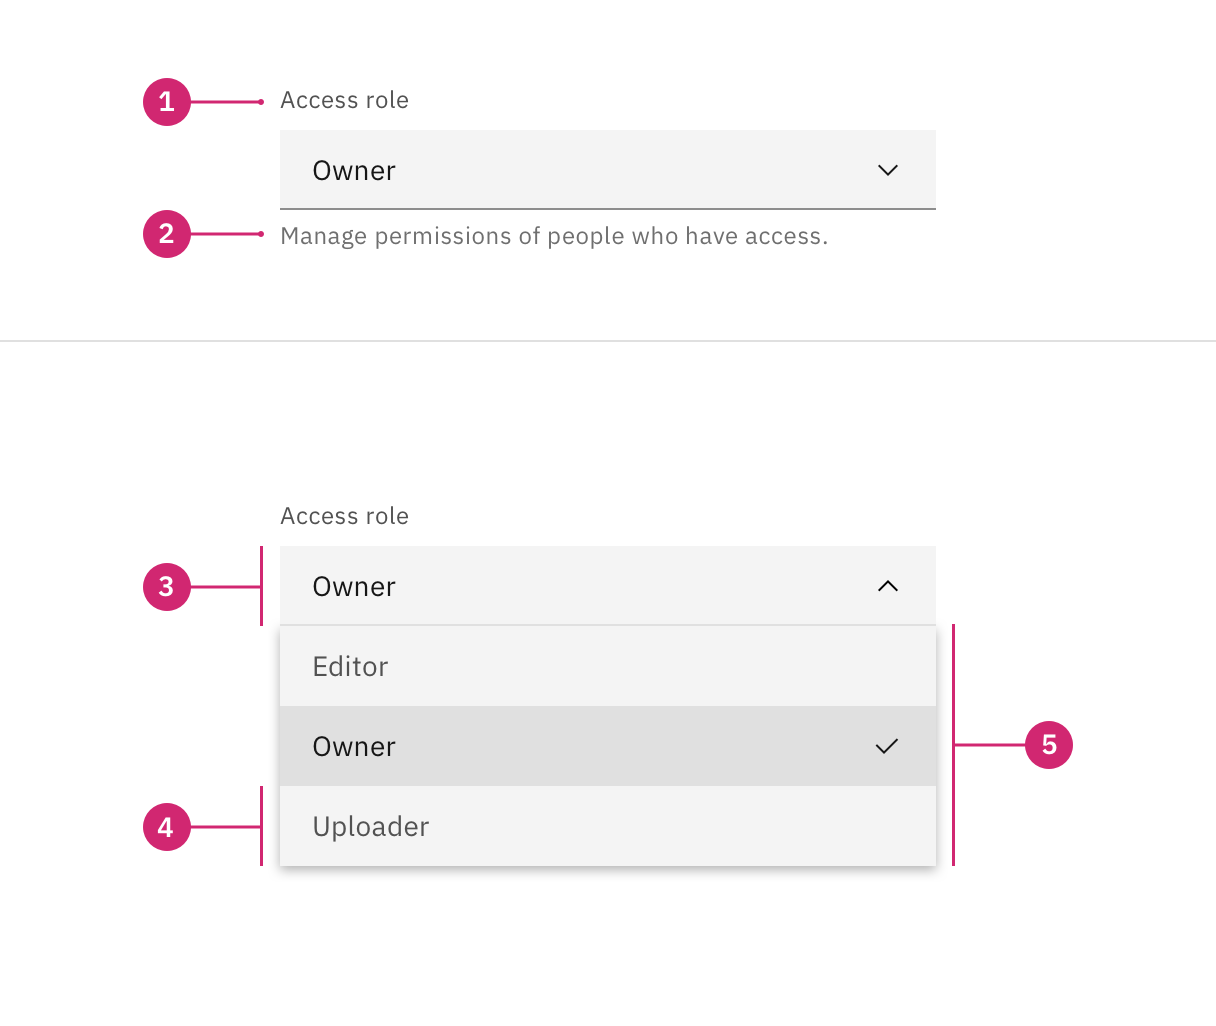 1 Access role
Owner
2 Manage permissions of people who have access.
Access role
3 Owner
Editor
Owner
5
4 Uploader